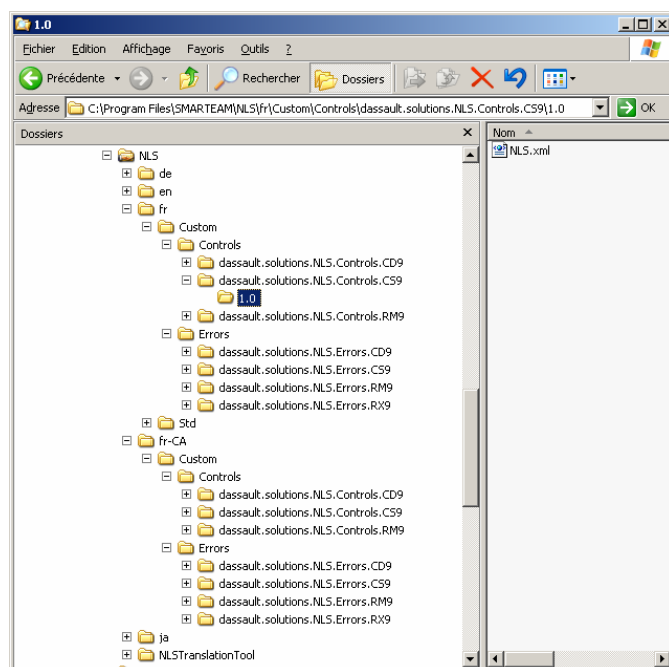 1.0
Fichier Edition Affichage Favoris Outils ?
Précédente Rechercher Dossiers
Adresse C:\Program Files\SMARTEAM\NLS\fr\Custom\Controls\dassault.solutions.NLS.Controls.CS9\1.0 OK
Dossiers x Nom
NLS NLS.xml
de
en
fr
Custom
Controls
dassault.solutions.NLS.Controls.CD9
dassault.solutions.NLS.Controls.CS9
1.0
dassault.solutions.NLS.Controls.RM9
Errors
dassault.solutions.NLS.Errors.CD9
dassault.solutions.NLS.Errors.CS9
dassault.solutions.NLS.Errors.RM9
dassault.solutions.NLS.Errors.RX9
Std
fr-CA
Custom
Controls
dassault.solutions.NLS.Controls.CD9
dassault.solutions.NLS.Controls.CS9
dassault.solutions.NLS.Controls.RM9
Errors
dassault.solutions.NLS.Errors.CD9
dassault.solutions.NLS.Errors.CS9
dassault.solutions.NLS.Errors.RM9
dassault.solutions.NLS.Errors.RX9
ja
NLSTranslationTool